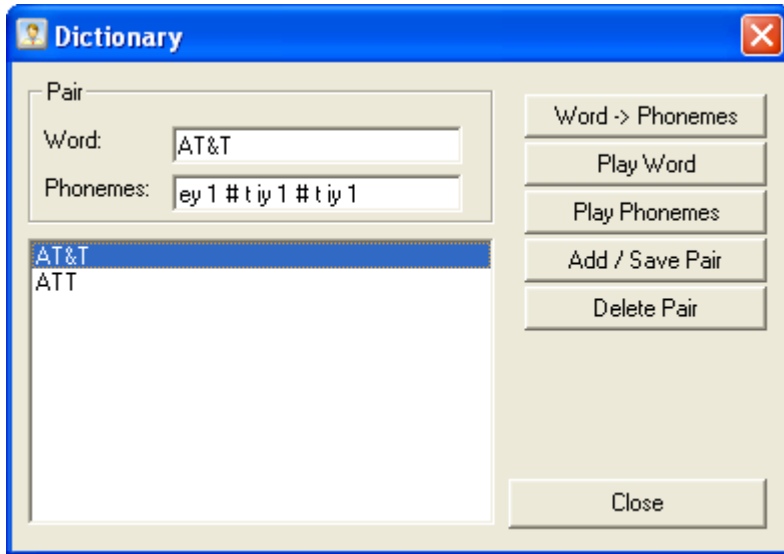 Dictionary
Pair
Word:
AT&T
Phonemes:
ey 1 # t iy 1 # t iy 1
AT&T
ATT
Word -> Phonemes
Play Word
Play Phonemes
Add / Save Pair
Delete Pair
Close